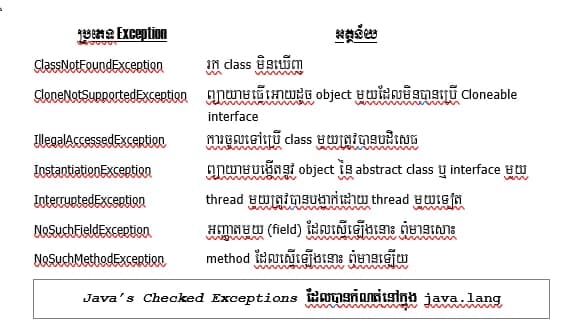 ប្រភេទ Exception អត្ថន័យ
ClassNotFoundException រក class មិនឃើញ
CloneNotSupportedException ព្យាយាមធ្វើអោយដូច object មួយដែលមិនបានប្រើ Cloneable
interface
IllegalAccessedException ការចូលទៅប្រើ class មួយត្រូវបានបដិសេធ
InstantiationException ព្យាយាមបង្កើតនូវ object នៃ abstract class ឬ interface មួយ
InterruptedException thread មួយត្រូវបានបង្អាក់ដោយ thread មួយទៀត
NoSuchFieldException អញ្ញាតមួយ (field) ដែលស្នើឡើងនោះ ពុំមានសោះ
NoSuchMethodException method ដែលស្នើឡើងនោះ ពុំមានឡើយ
Java's Checked Exceptions ដែលបានកំណត់នៅក្នុង java.lang